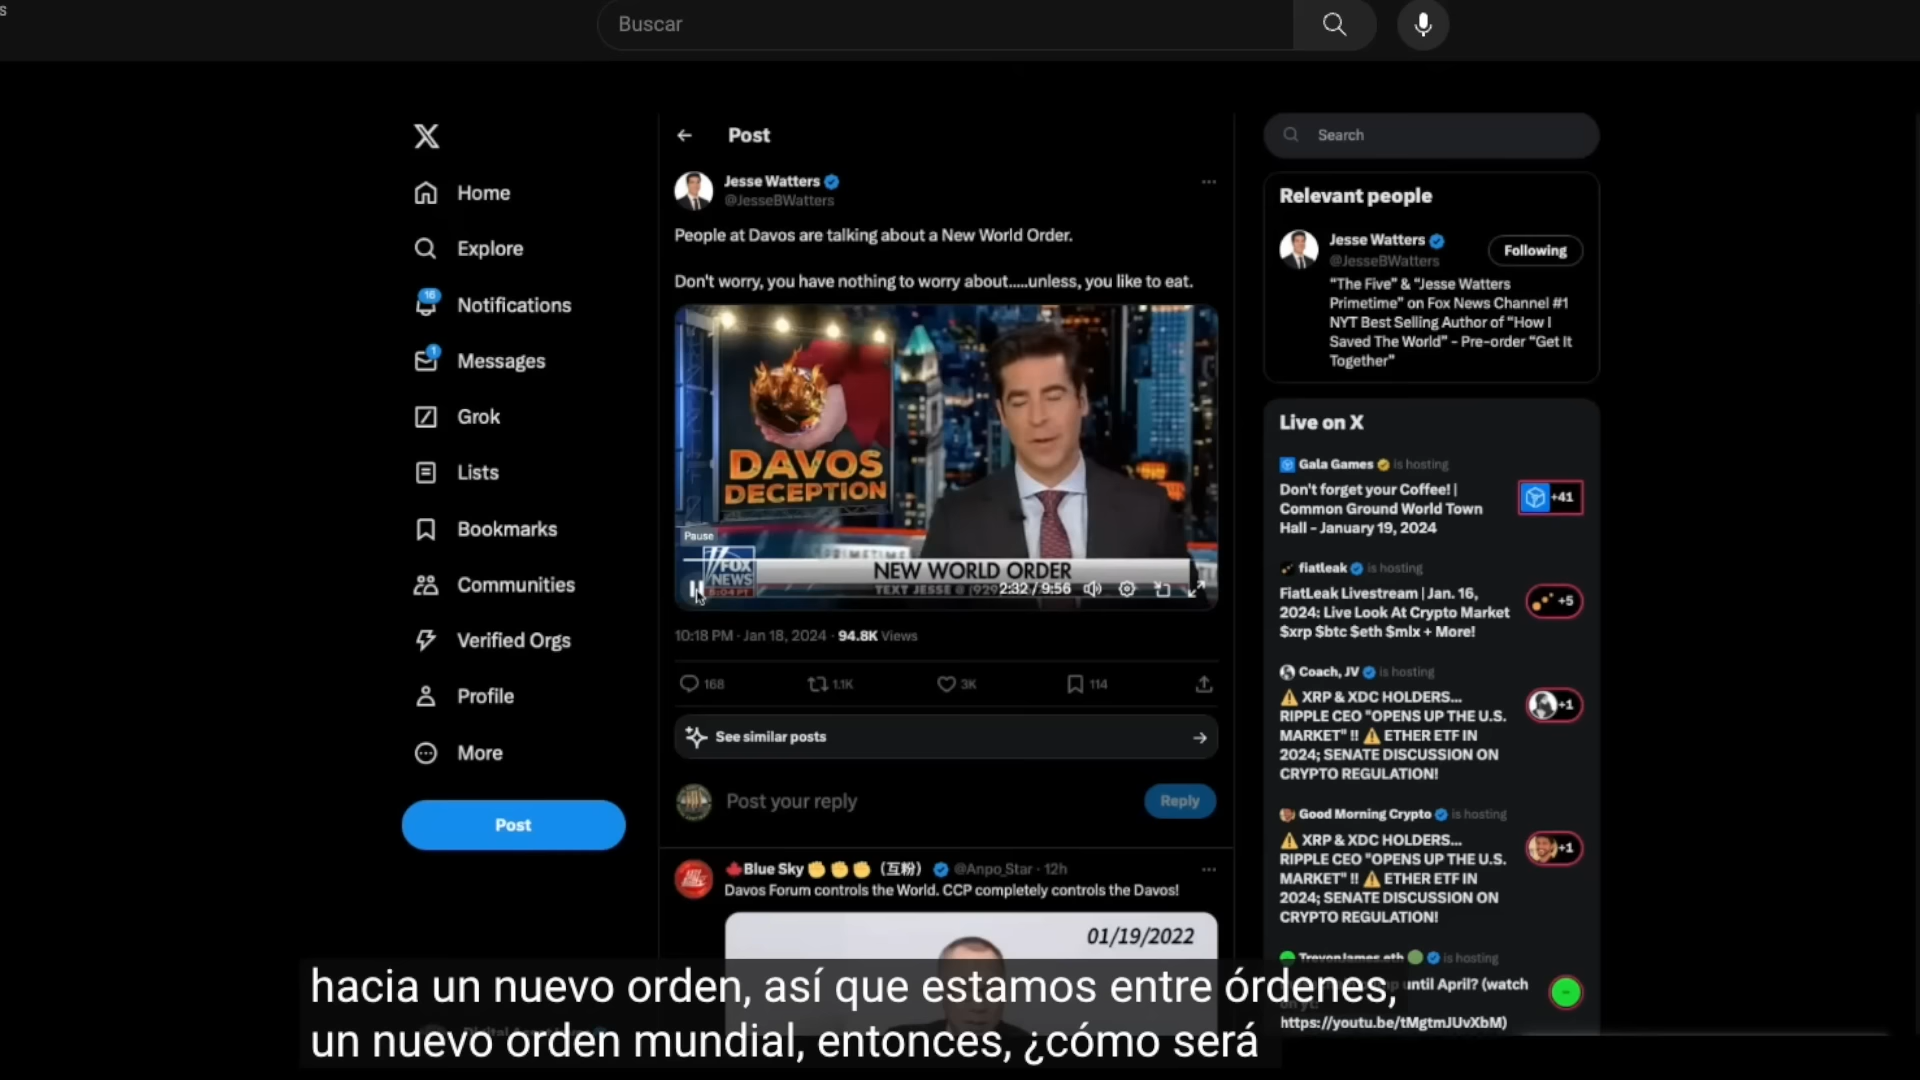 s
Buscar
Post
Search
Jesse Watters
@JesseBWatters
People at Davos are talking about a New World Order.
Don't worry, you have nothing to worry about.....unless, you like to eat.
Home
Explore
16
Notifications
1
Messages
Grok
Lists
Bookmarks
Communities
Verified Orgs
Profile
More
Post
DAVOS
DECEPTION
Pause
FOX
NEWS
PRIMETIME
NEW WORLD ORDER
TEXT JESSE @ (929
2:32 / 9:56
10:18 PM · Jan 18, 2024 · 94.8K Views
168 1.1K 3K 114
See similar posts
Post your reply
Reply
Blue Sky (互粉) @Anpo_Star · 12h
Davos Forum controls the World. CCP completely controls the Davos!
01/19/2022
Relevant people
Jesse Watters
@JesseBWatters
Following
“The Five” & “Jesse Watters
Primetime” on Fox News Channel #1
NYT Best Selling Author of “How I
Saved The World” - Pre-order “Get It
Together”
Live on X
Gala Games is hosting
Don't forget your Coffee! |
Common Ground World Town
Hall - January 19, 2024
+41
fiatleak is hosting
FiatLeak Livestream | Jan. 16,
2024: Live Look At Crypto Market
$xrp $btc $eth $mlx + More!
+5
Coach, JV is hosting
XRP & XDC HOLDERS...
RIPPLE CEO "OPENS UP THE U.S.
MARKET" !! ETHER ETF IN
2024; SENATE DISCUSSION ON
CRYPTO REGULATION!
+1
Good Morning Crypto is hosting
XRP & XDC HOLDERS...
RIPPLE CEO "OPENS UP THE U.S.
MARKET" !! ETHER ETF IN
2024; SENATE DISCUSSION ON
CRYPTO REGULATION!
+1
TrevonJames.eth is hosting
until April? (watch
https://youtu.be/tMgtmJUvXbM)
hacia un nuevo orden, así que estamos entre órdenes,
un nuevo orden mundial, entonces, ¿cómo será